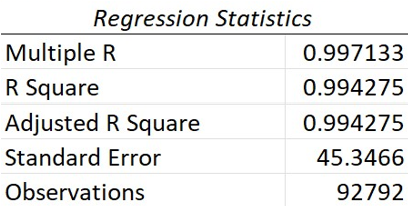 Regression Statistics
Multiple R 0.997133
R Square 0.994275
Adjusted R Square 0.994275
Standard Error 45.3466
Observations 92792